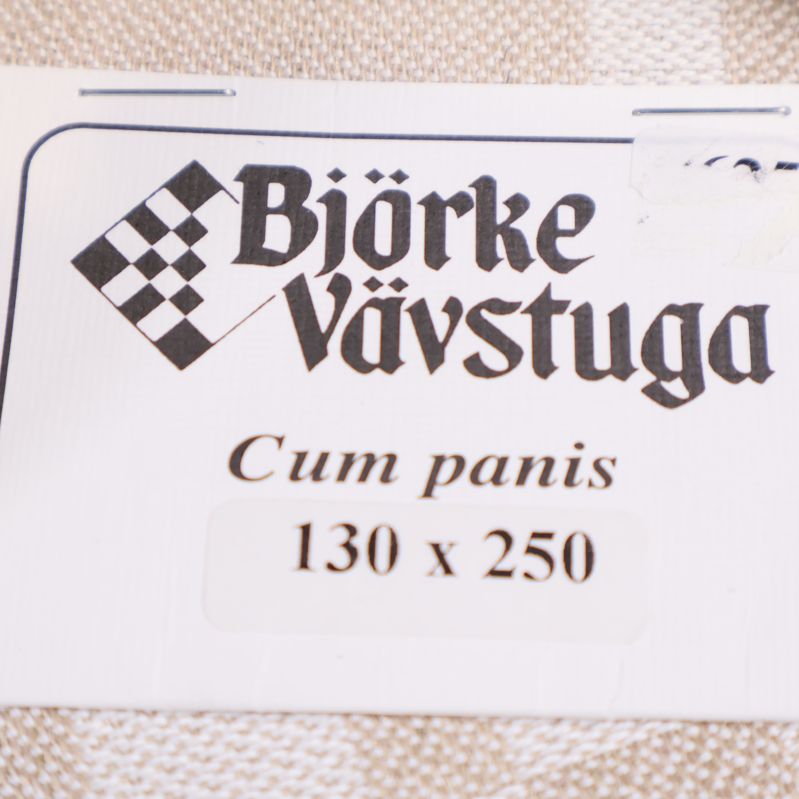 Björke
Vävstuga
Cum panis
130 x 250